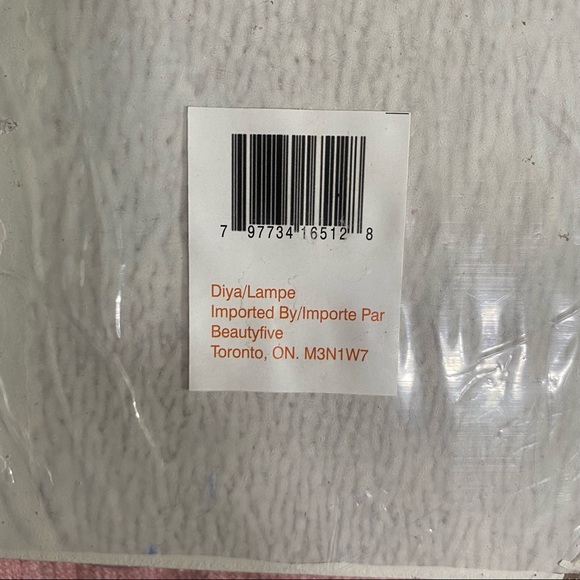 7 97734 16512 8
Diya/Lampe
Imported By/Importe Par
Beautyfive
Toronto, ON. M3N1W7